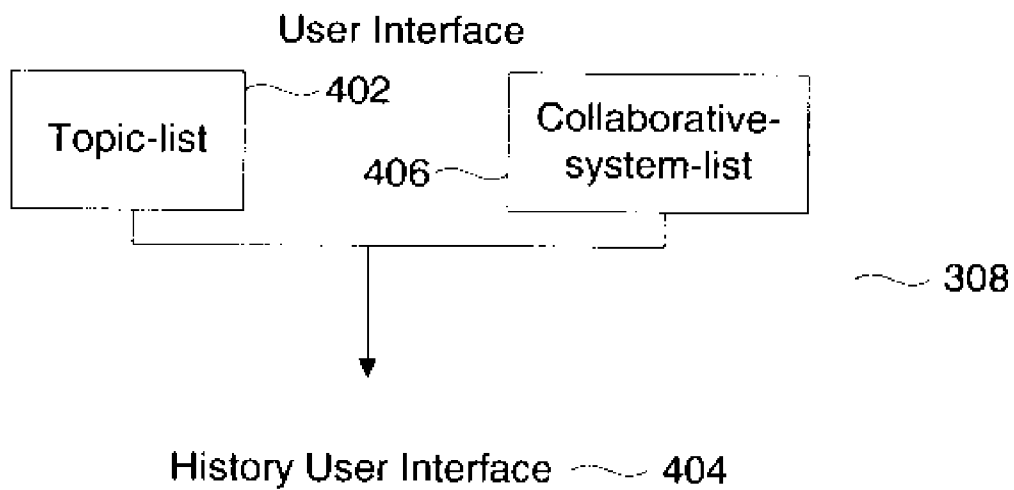 User Interface
402
Topic-list
Collaborative-
system-list
406
308
History User Interface 404